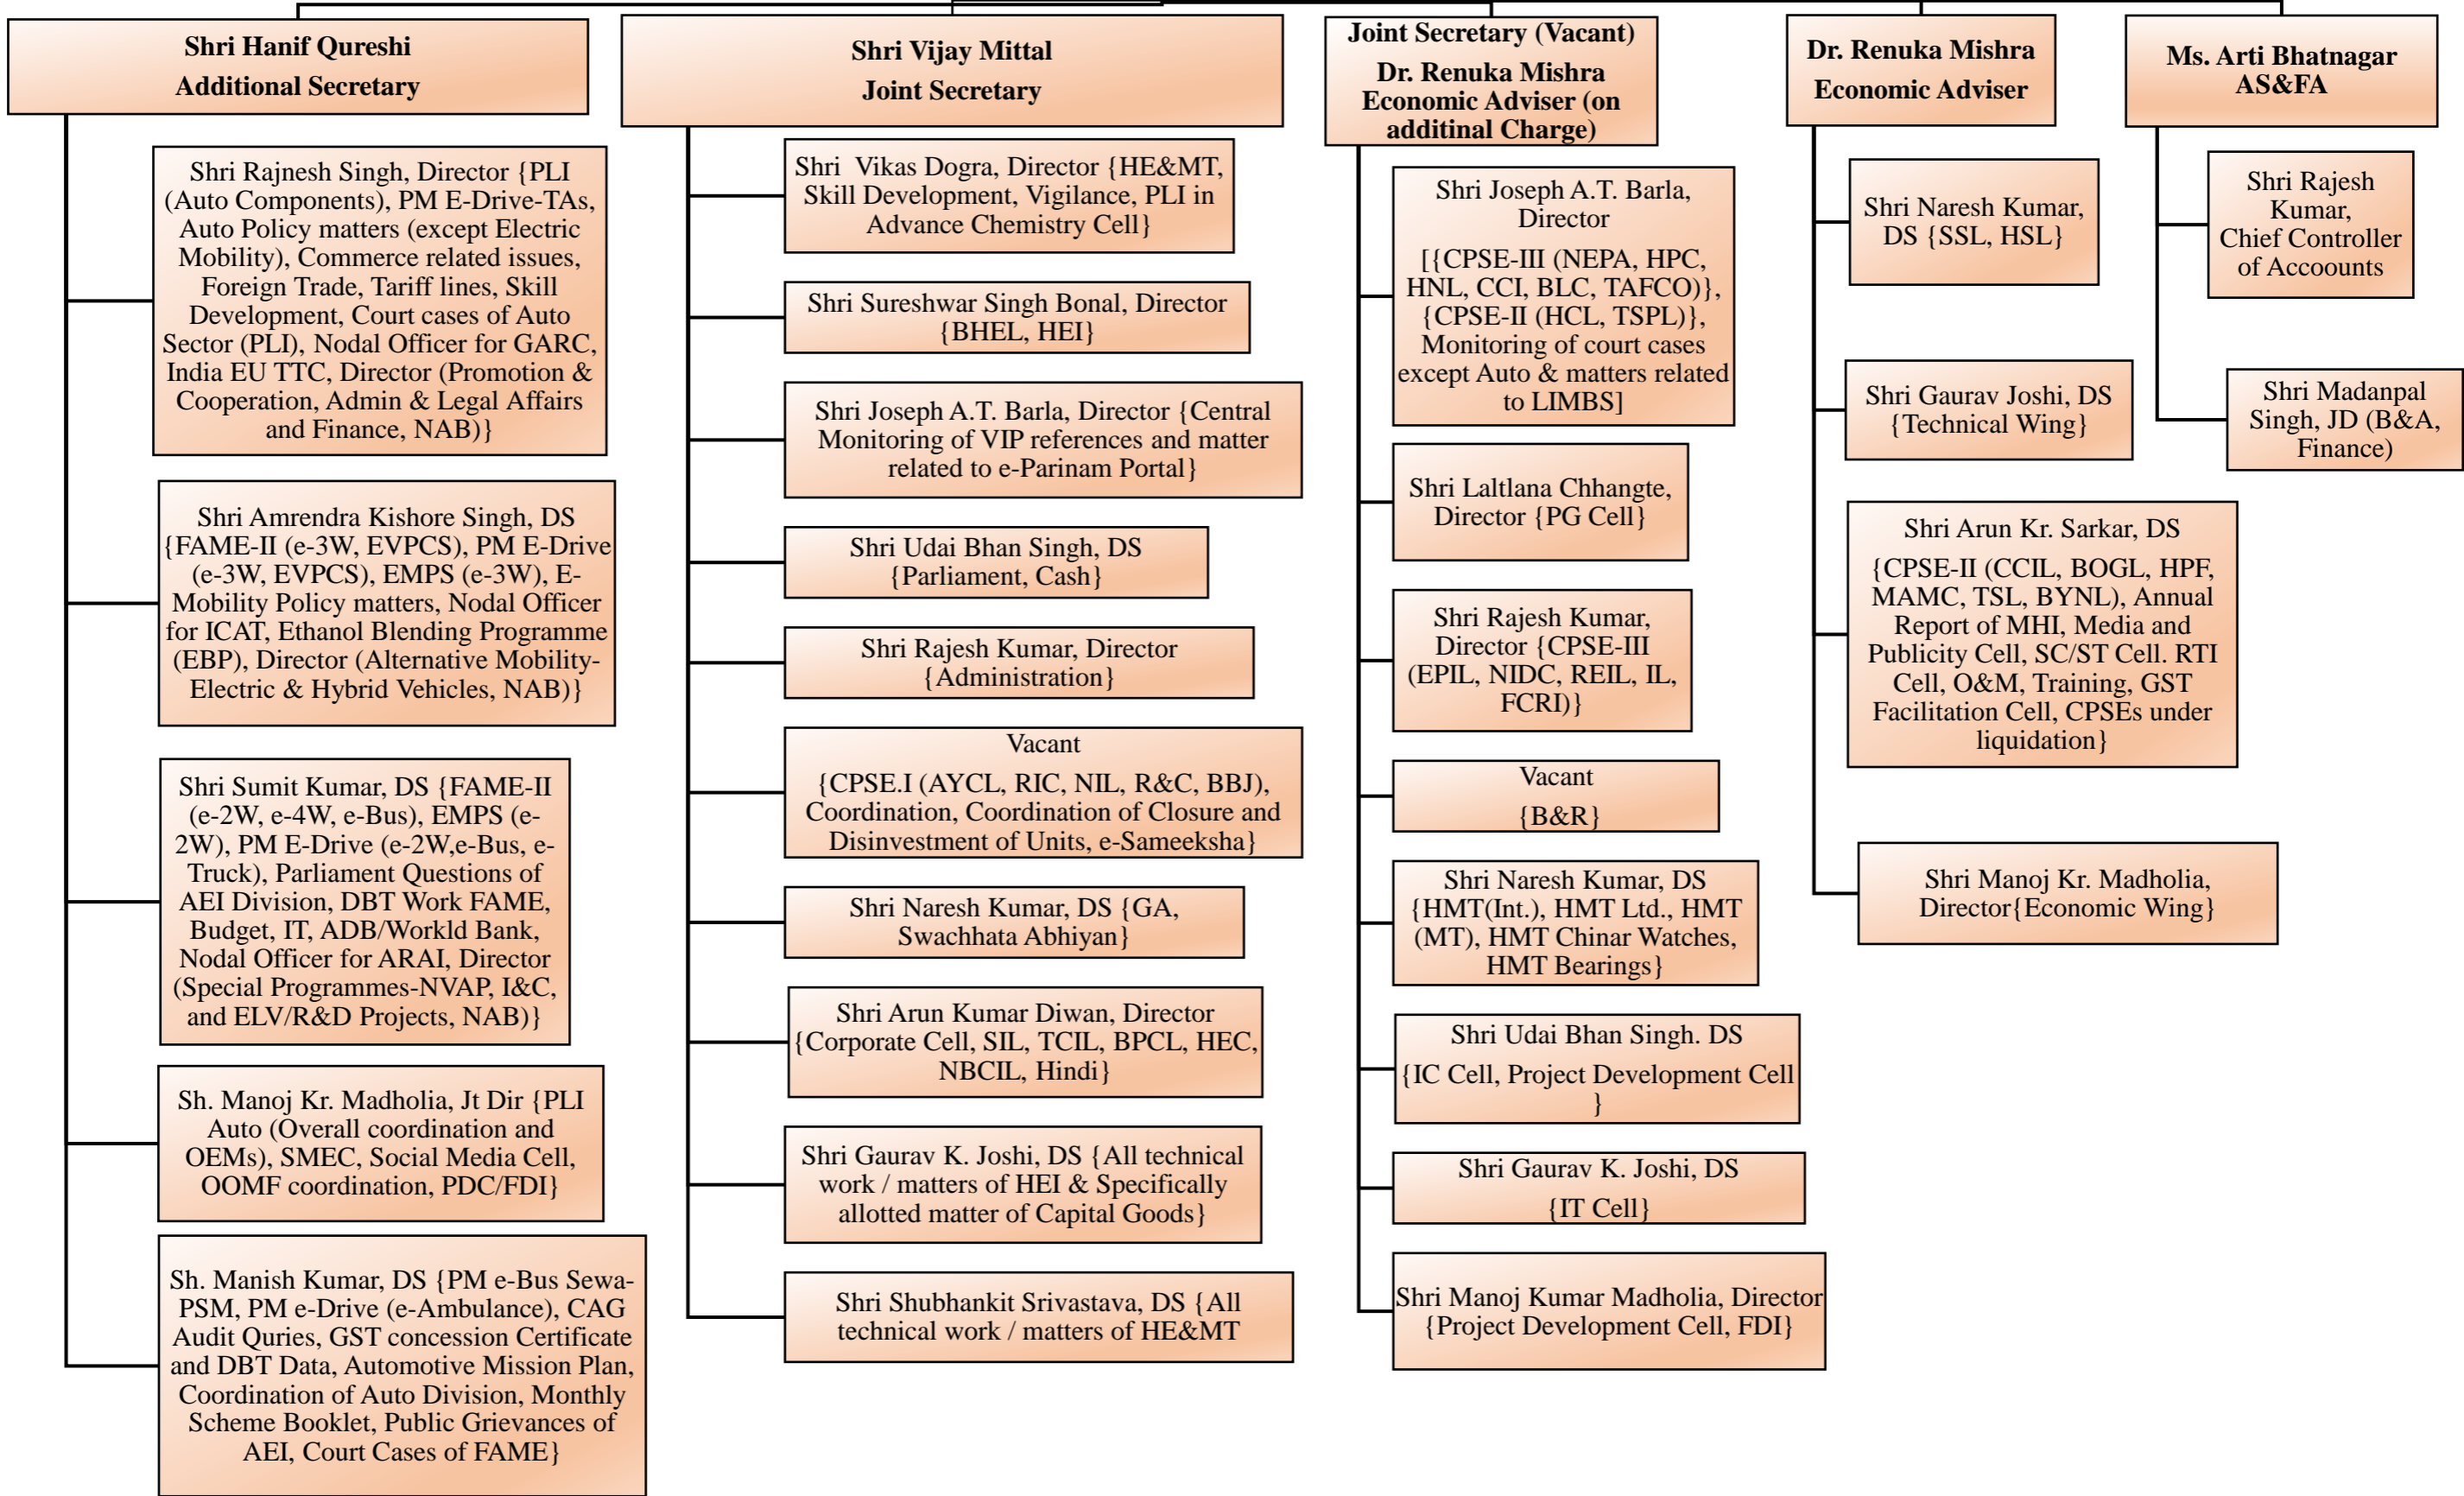 Shri Hanif Qureshi
Additional Secretary
Shri Rajnesh Singh, Director {PLI
(Auto Components), PM E-Drive-TAs,
Auto Policy matters (except Electric
Mobility), Commerce related issues,
Foreign Trade, Tariff lines, Skill
Development, Court cases of Auto
Sector (PLI), Nodal Officer for GARC,
India EU TTC, Director (Promotion &
Cooperation, Admin & Legal Affairs
and Finance, NAB)}
Shri Amrendra Kishore Singh, DS
{FAME-II (e-3W, EVPCS), PM E-Drive
(e-3W, EVPCS), EMPS (e-3W), E-
Mobility Policy matters, Nodal Officer
for ICAT, Ethanol Blending Programme
(EBP), Director (Alternative Mobility-
Electric & Hybrid Vehicles, NAB)}
Shri Sumit Kumar, DS {FAME-II
(e-2W, e-4W, e-Bus), EMPS (e-
2W), PM E-Drive (e-2W,e-Bus, e-
Truck), Parliament Questions of
AEI Division, DBT Work FAME,
Budget, IT, ADB/Workld Bank,
Nodal Officer for ARAI, Director
(Special Programmes-NVAP, I&C,
and ELV/R&D Projects, NAB)}
Sh. Manoj Kr. Madholia, Jt Dir {PLI
Auto (Overall coordination and
OEMs), SMEC, Social Media Cell,
OOMF coordination, PDC/FDI}
Sh. Manish Kumar, DS {PM e-Bus Sewa-
PSM, PM e-Drive (e-Ambulance), CAG
Audit Quries, GST concession Certificate
and DBT Data, Automotive Mission Plan,
Coordination of Auto Division, Monthly
Scheme Booklet, Public Grievances of
AEI, Court Cases of FAME}
Shri Vijay Mittal
Joint Secretary
Shri Vikas Dogra, Director {HE&MT,
Skill Development, Vigilance, PLI in
Advance Chemistry Cell}
Shri Sureshwar Singh Bonal, Director
{BHEL, HEI}
Shri Joseph A.T. Barla, Director {Central
Monitoring of VIP references and matter
related to e-Parinam Portal}
Shri Udai Bhan Singh, DS
{Parliament, Cash}
Shri Rajesh Kumar, Director
{Administration}
Vacant
{CPSE.I (AYCL, RIC, NIL, R&C, BBJ),
Coordination, Coordination of Closure and
Disinvestment of Units, e-Sameeksha}
Shri Naresh Kumar, DS {GA,
Swachhata Abhiyan}
Shri Arun Kumar Diwan, Director
{Corporate Cell, SIL, TCIL, BPCL, HEC,
NBCIL, Hindi}
Shri Gaurav K. Joshi, DS {All technical
work / matters of HEI & Specifically
allotted matter of Capital Goods}
Shri Shubhankit Srivastava, DS {All
technical work / matters of HE&MT
Joint Secretary (Vacant)
Dr. Renuka Mishra
Economic Adviser (on
additinal Charge)
Shri Joseph A.T. Barla,
Director
[{CPSE-III (NEPA, HPC,
HNL, CCI, BLC, TAFCO)},
{CPSE-II (HCL, TSPL)},
Monitoring of court cases
except Auto & matters related
to LIMBS]
Shri Laltlana Chhangte,
Director {PG Cell}
Shri Rajesh Kumar,
Director {CPSE-III
(EPIL, NIDC, REIL, IL,
FCRI)}
Vacant
{B&R}
Shri Naresh Kumar, DS
{HMT(Int.), HMT Ltd., HMT
(MT), HMT Chinar Watches,
HMT Bearings}
Shri Udai Bhan Singh. DS
{IC Cell, Project Development Cell
}
Shri Gaurav K. Joshi, DS
{IT Cell}
Shri Manoj Kumar Madholia, Director
{Project Development Cell, FDI}
Dr. Renuka Mishra
Economic Adviser
Shri Naresh Kumar,
DS {SSL, HSL}
Shri Gaurav Joshi, DS
{Technical Wing}
Shri Arun Kr. Sarkar, DS
{CPSE-II (CCIL, BOGL, HPF,
MAMC, TSL, BYNL), Annual
Report of MHI, Media and
Publicity Cell, SC/ST Cell. RTI
Cell, O&M, Training, GST
Facilitation Cell, CPSEs under
liquidation}
Shri Manoj Kr. Madholia,
Director{Economic Wing}
Ms. Arti Bhatnagar
AS&FA
Shri Rajesh
Kumar,
Chief Controller
of Accoounts
Shri Madanpal
Singh, JD (B&A,
Finance)